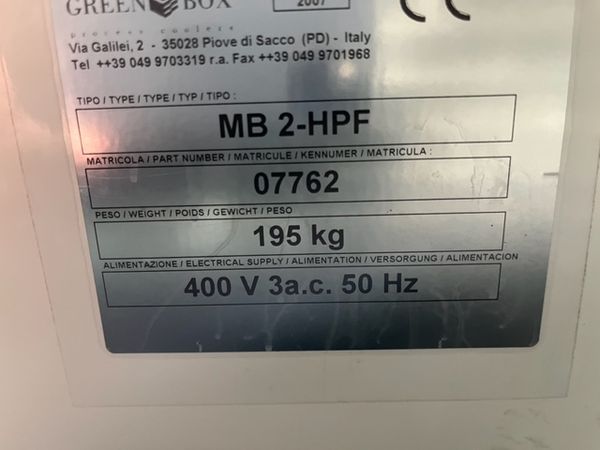 GREEN BOX
2007
CE
process coolers
Via Galilei, 2 - 35028 Piove di Sacco (PD) - Italy
Tel ++39 049 9703319 r.a. Fax ++39 049 9701968
TIPO / TYPE / TYPE / TYP / TIPO :
MB 2-HPF
MATRICOLA / PART NUMBER / MATRICULE / KENNUMER / MATRICULA :
07762
PESO / WEIGHT / POIDS / GEWICHT / PESO
195 kg
ALIMENTAZIONE / ELECTRICAL SUPPLY / ALIMENTATION / VERSORGUNG / ALIMENTACION
400 V 3a.c. 50 Hz